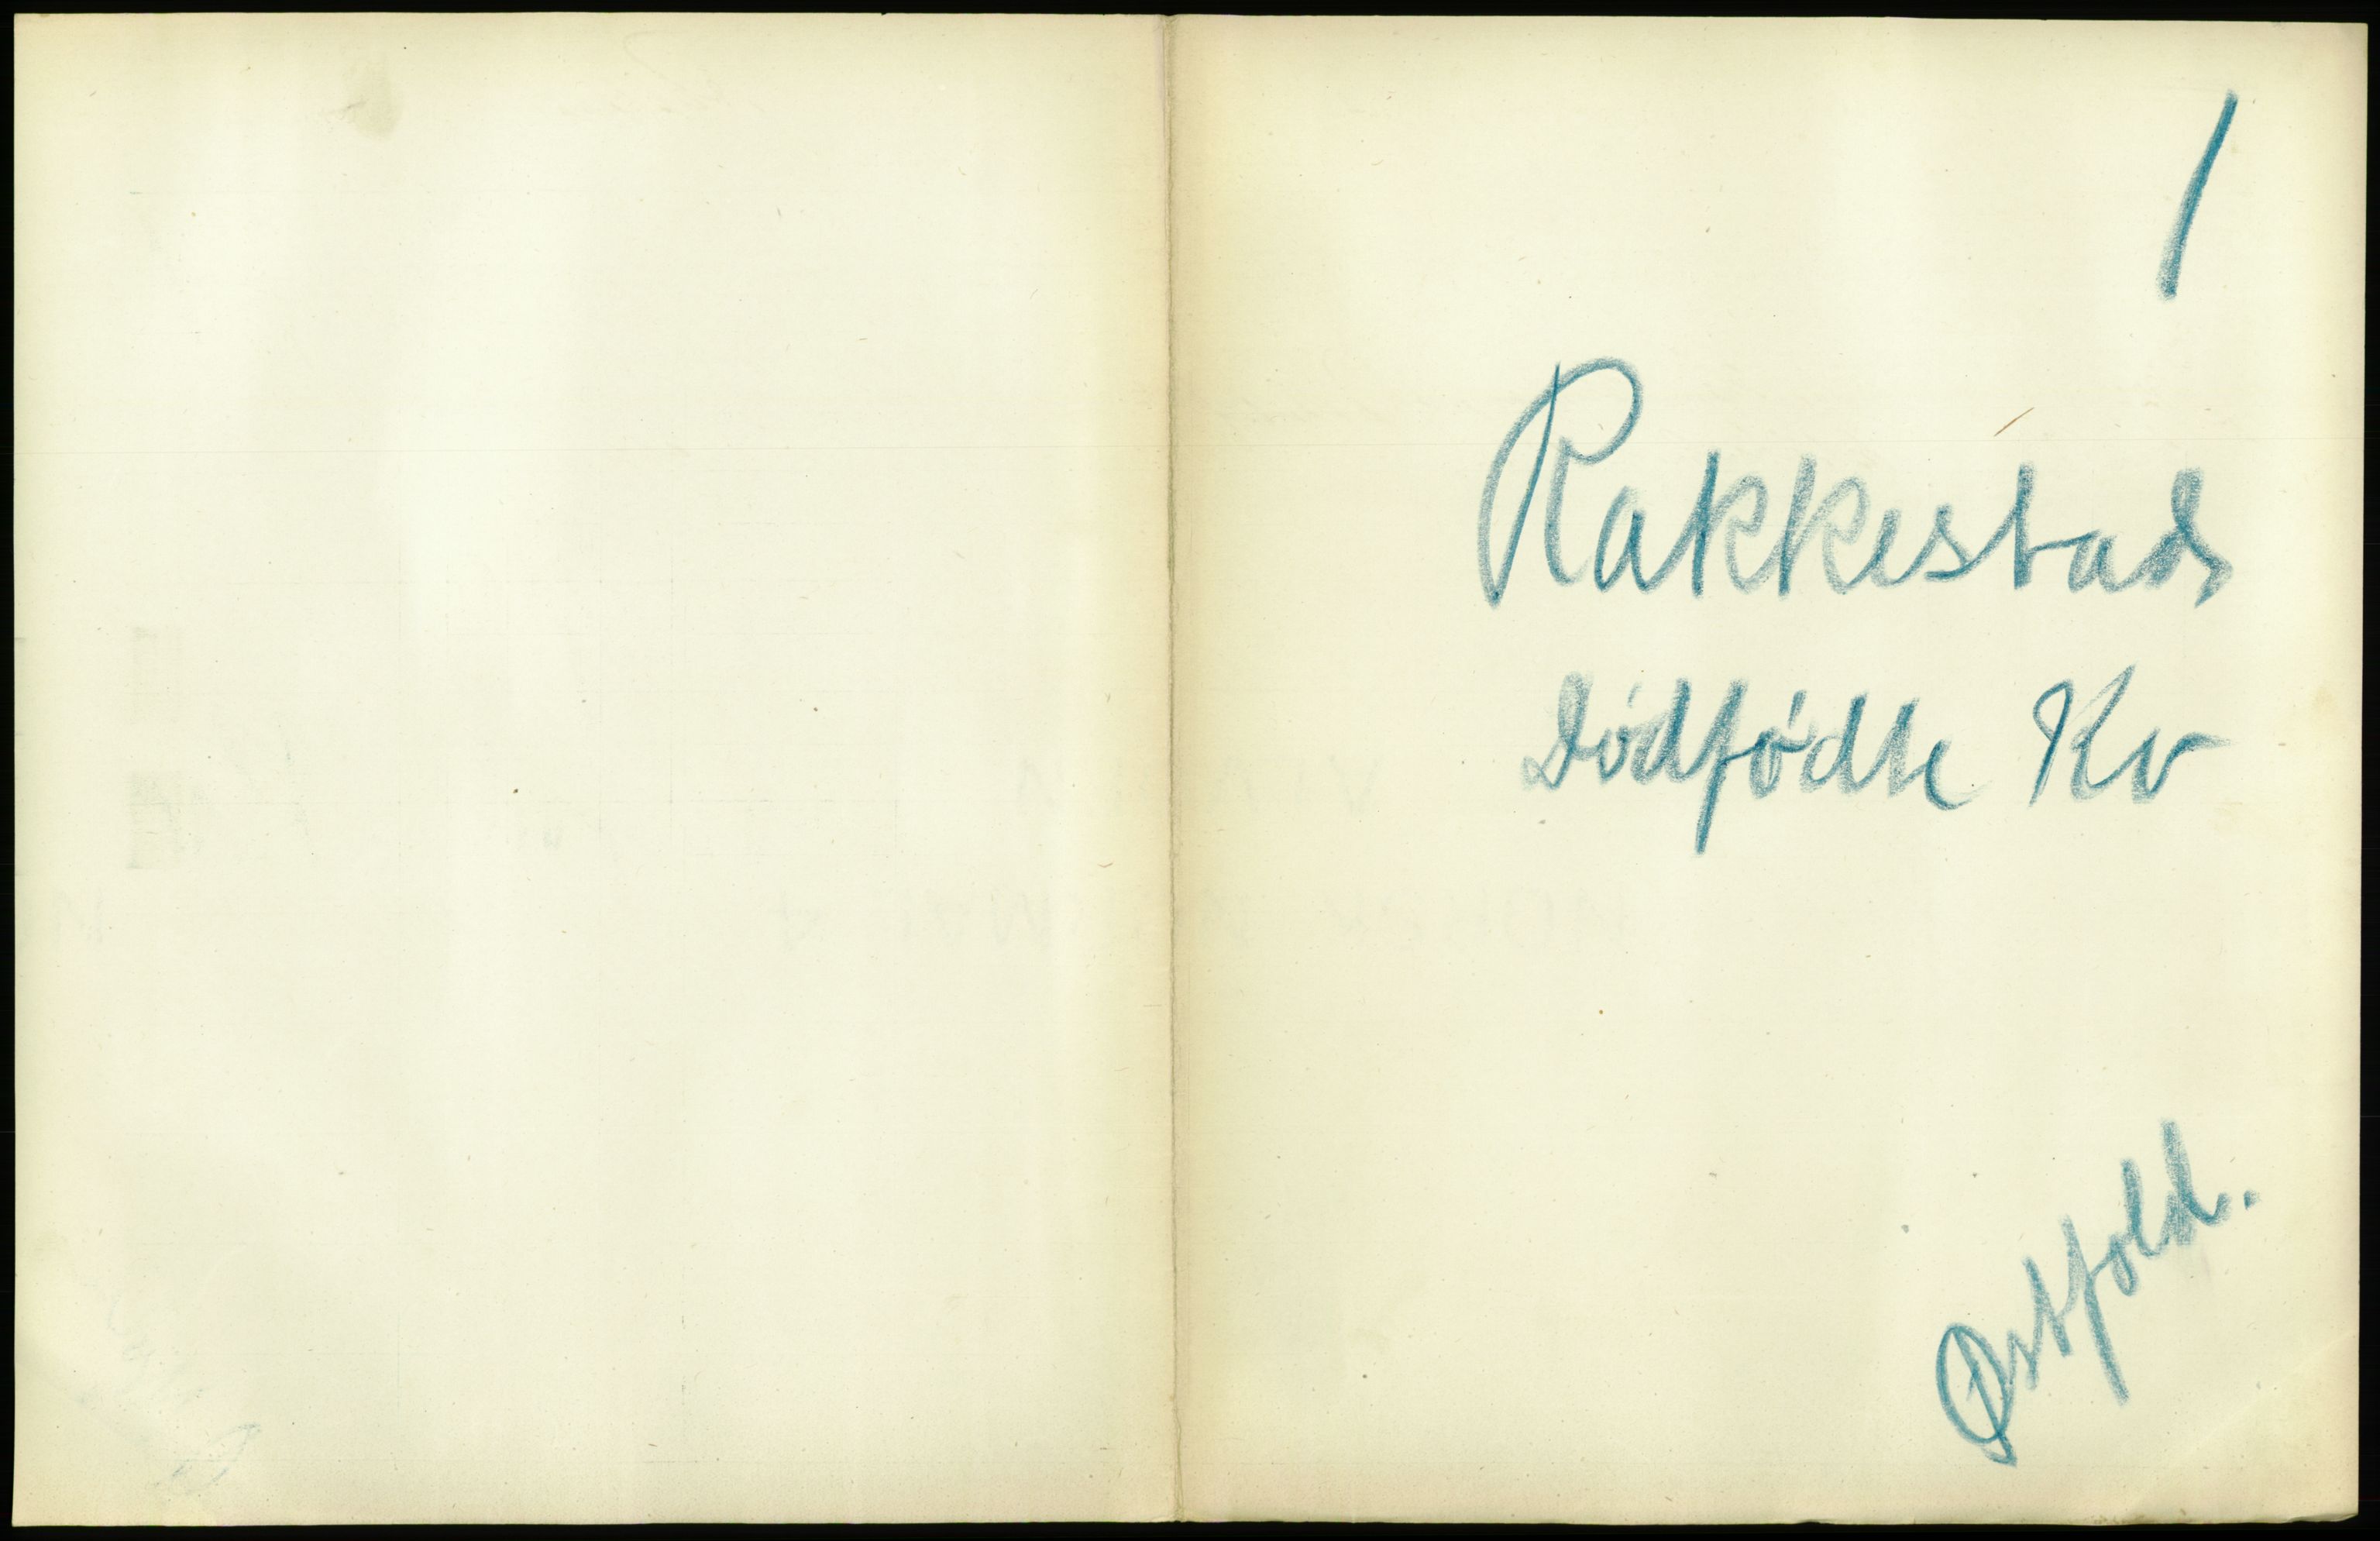 1
Rakkestad
Dødfødte Kv
Østfold.